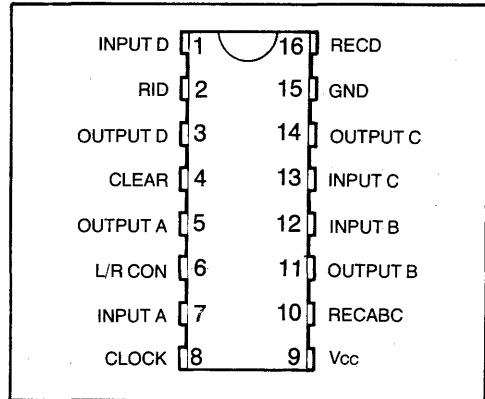 INPUT D 1 16 RECD
RID 2 15 GND
OUTPUT D 3 14 OUTPUT C
CLEAR 4 13 INPUT C
OUTPUT A 5 12 INPUT B
L/R CON 6 11 OUTPUT B
INPUT A 7 10 RECABC
CLOCK 8 9 Vcc